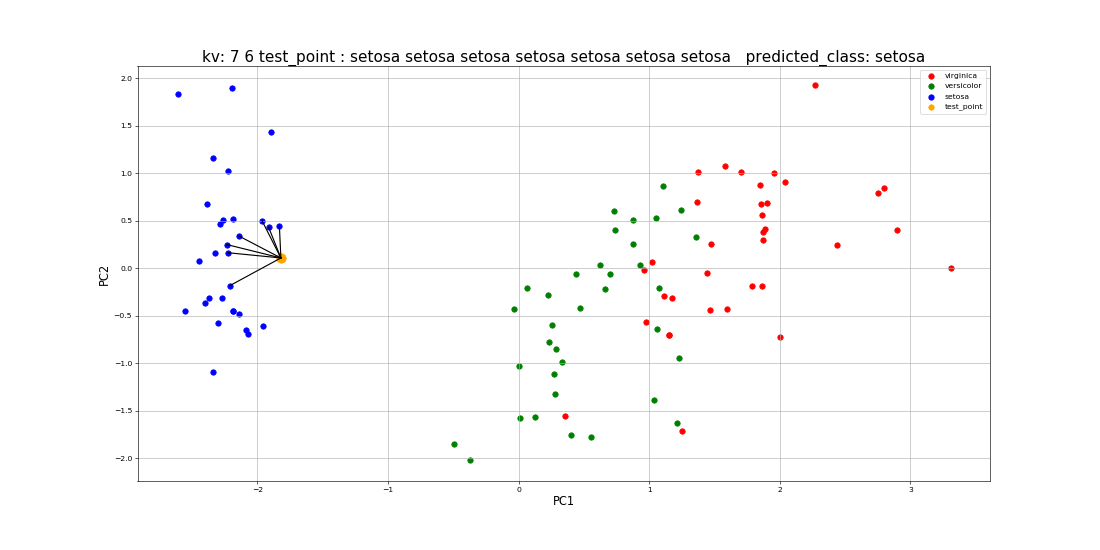 kv: 7 6 test_point : setosa setosa setosa setosa setosa setosa setosa   predicted_class: setosa
virginica
versicolor
setosa
test_point
2.0
1.5
1.0
0.5
0.0
−0.5
−1.0
−1.5
−2.0
PC2
−2 −1 0 1 2 3
PC1